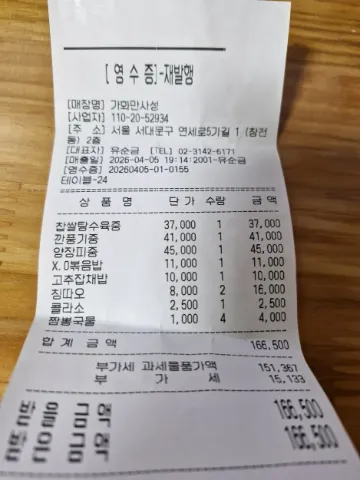 [ 영 수 증]-재발행
[매장명] 가화만사성
[사업자] 110-20-52934
[주 소] 서울 서대문구 연세로5가길 1 (창천
동) 2층
[대표자] 유순금 [TEL] 02-3142-6171
[매출일] 2026-04-05 19:14:2001-유순금
[영수증] 20260405-01-0155
테이블-24
상 품 명 단 가 수량 금 액
찹쌀탕수육중 37,000 1 37,000
깐풍기중 41,000 1 41,000
양장피중 45,000 1 45,000
X.O볶음밥 11,000 1 11,000
고추잡채밥 10,000 1 10,000
칭따오 8,000 2 16,000
콜라소 2,500 1 2,500
짬뽕국물 1,000 4 4,000
합 계 금 액 166,500
부가세 과세물품가액 151,367
부 가 세 15,133
받 을 금 액 166,500
받 은 금 액 166,500